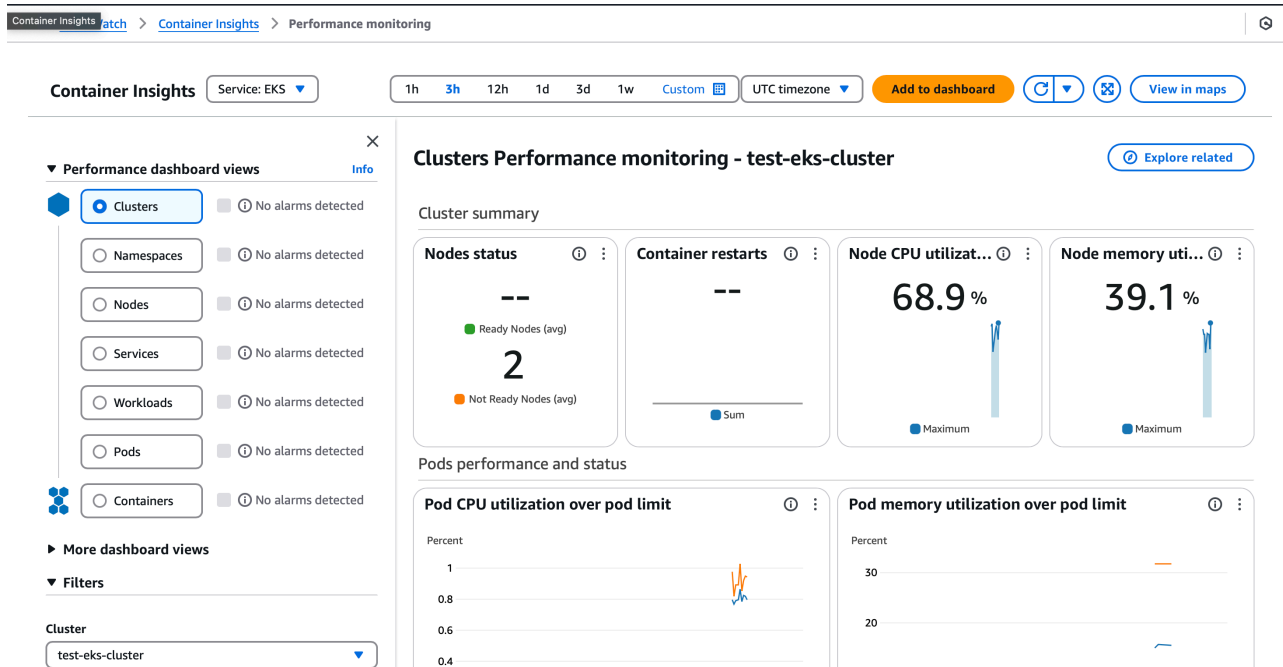 Container Insights
atch > Container Insights > Performance monitoring
Container Insights
Service: EKS
1h 3h 12h 1d 3d 1w Custom
UTC timezone
Add to dashboard
View in maps
Performance dashboard views
Info
Clusters
No alarms detected
Namespaces
No alarms detected
Nodes
No alarms detected
Services
No alarms detected
Workloads
No alarms detected
Pods
No alarms detected
Containers
No alarms detected
More dashboard views
Filters
Cluster
test-eks-cluster
Clusters Performance monitoring - test-eks-cluster
Explore related
Cluster summary
Nodes status
--
Ready Nodes (avg)
2
Not Ready Nodes (avg)
Container restarts
--
Sum
Node CPU utilizat...
68.9 %
Maximum
Node memory uti...
39.1 %
Maximum
Pods performance and status
Pod CPU utilization over pod limit
Percent
1
0.8
0.6
0.4
Pod memory utilization over pod limit
Percent
30
20